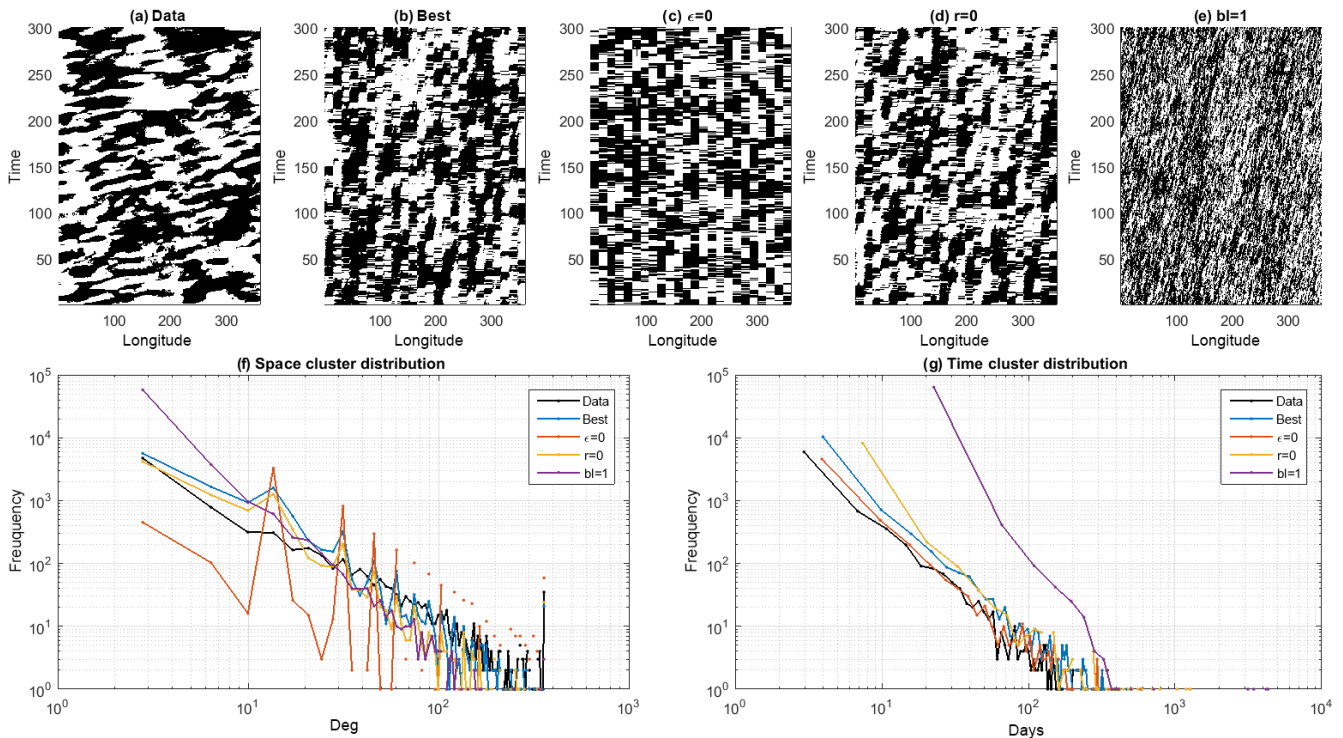 (a) Data
(b) Best
(c) ϵ=0
(d) r=0
(e) bl=1
300
250
200
150
100
50
Time
100 200 300
Longitude
300
250
200
150
100
50
Time
100 200 300
Longitude
300
250
200
150
100
50
Time
100 200 300
Longitude
300
250
200
150
100
50
Time
100 200 300
Longitude
300
250
200
150
100
50
Time
100 200 300
Longitude
(f) Space cluster distribution
10^5
10^4
10^3
10^2
10^1
10^0
Freuquency
10^0 10^1 10^2 10^3
Deg
Data
Best
ϵ=0
r=0
bl=1
(g) Time cluster distribution
10^5
10^4
10^3
10^2
10^1
10^0
Freuquency
10^0 10^1 10^2 10^3 10^4
Days
Data
Best
ϵ=0
r=0
bl=1